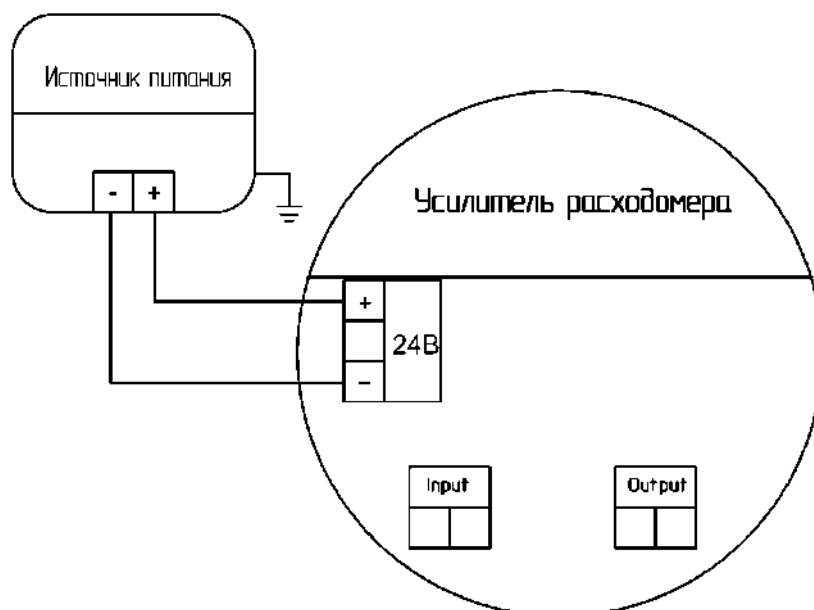 Источник питания
- +
Усилитель расходомера
+
24В
-
Input
Output